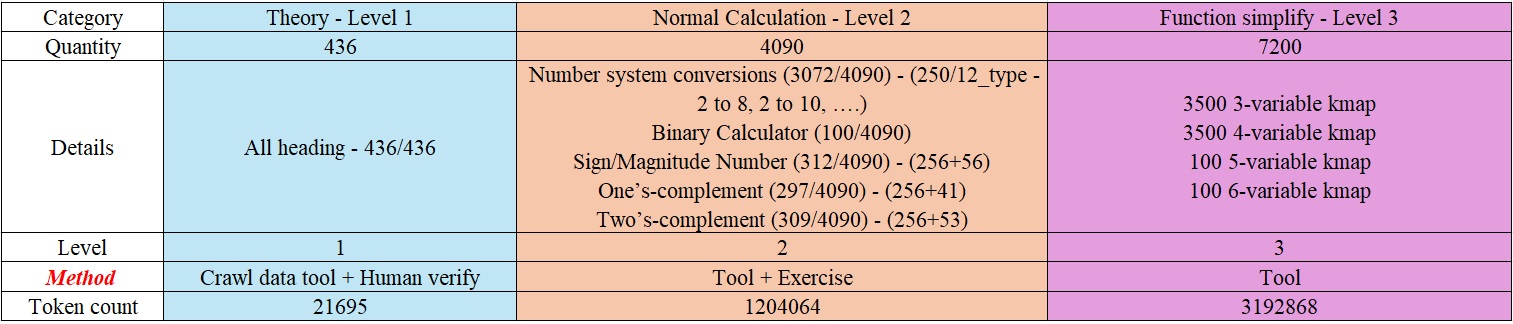 Category Theory - Level 1 Normal Calculation - Level 2 Function simplify - Level 3
Quantity 436 4090 7200
Details All heading - 436/436
Number system conversions (3072/4090) - (250/12_type -
2 to 8, 2 to 10, ….)
Binary Calculator (100/4090)
Sign/Magnitude Number (312/4090) - (256+56)
One’s-complement (297/4090) - (256+41)
Two’s-complement (309/4090) - (256+53)
3500 3-variable kmap
3500 4-variable kmap
100 5-variable kmap
100 6-variable kmap
Level 1 2 3
Method Crawl data tool + Human verify Tool + Exercise Tool
Token count 21695 1204064 3192868